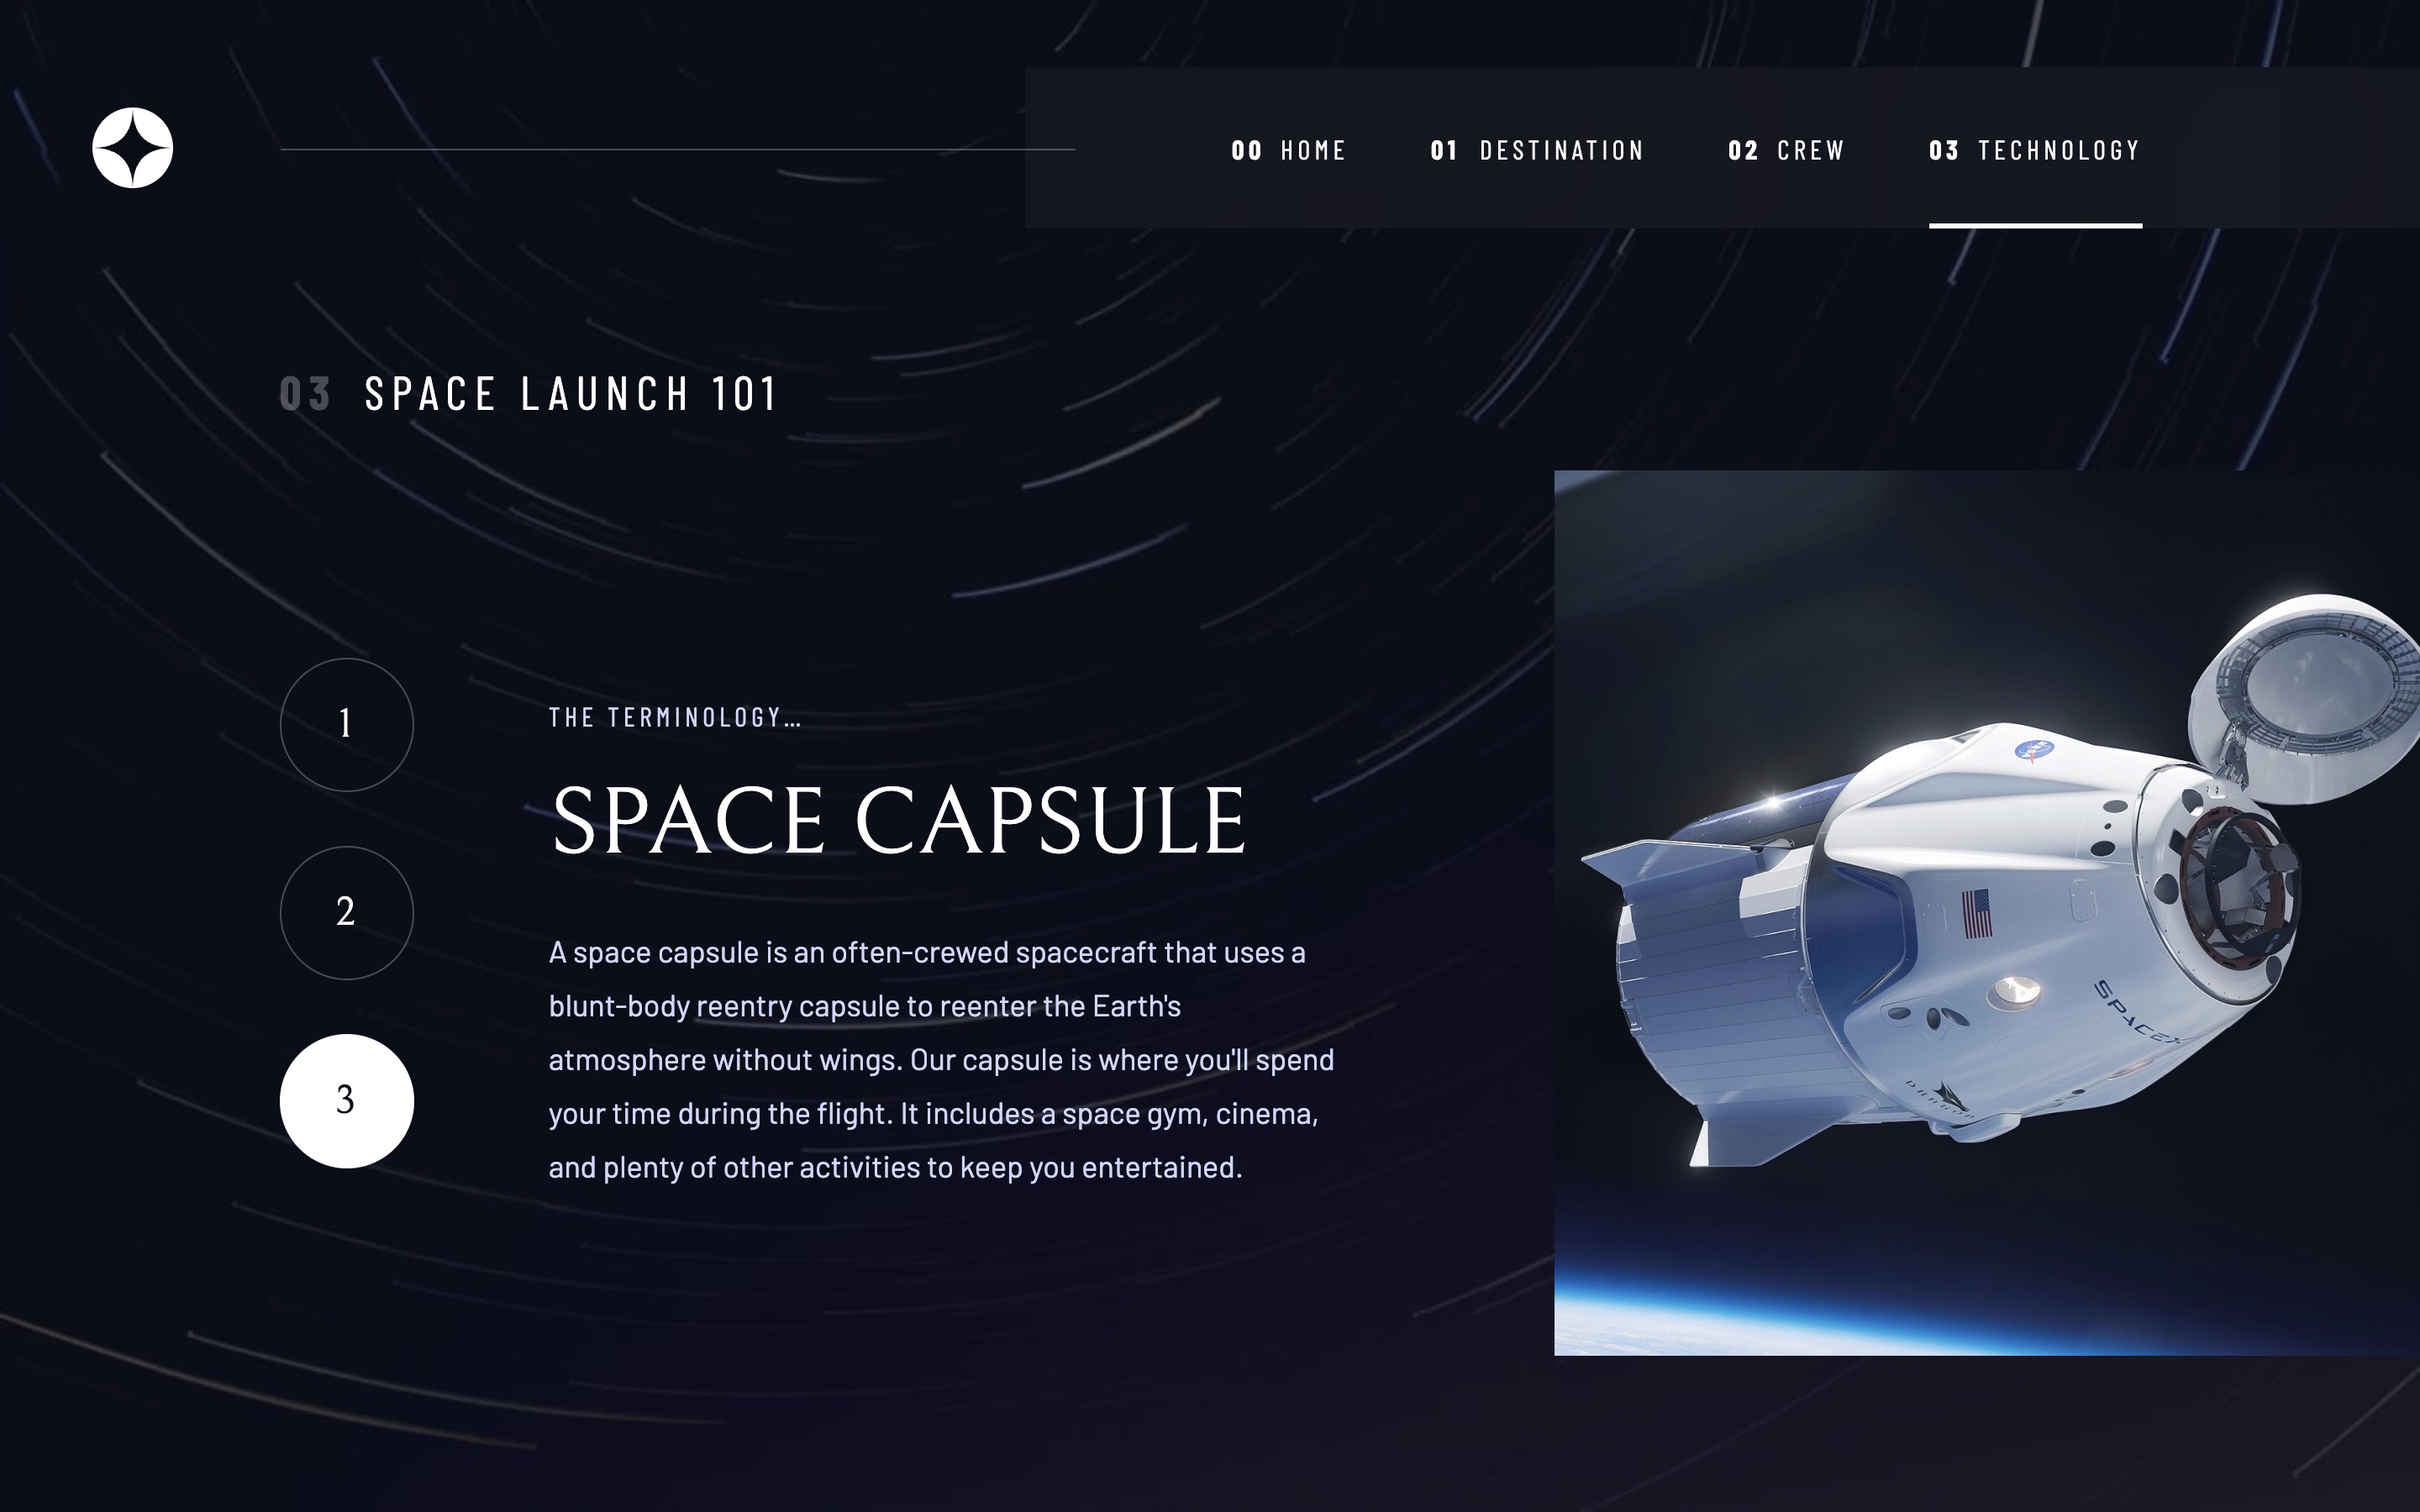 00 HOME 01 DESTINATION 02 CREW 03 TECHNOLOGY
03 SPACE LAUNCH 101
1
2
3
THE TERMINOLOGY…
SPACE CAPSULE
A space capsule is an often-crewed spacecraft that uses a
blunt-body reentry capsule to reenter the Earth's
atmosphere without wings. Our capsule is where you'll spend
your time during the flight. It includes a space gym, cinema,
and plenty of other activities to keep you entertained.
NASA
SPACEX
DRAGON